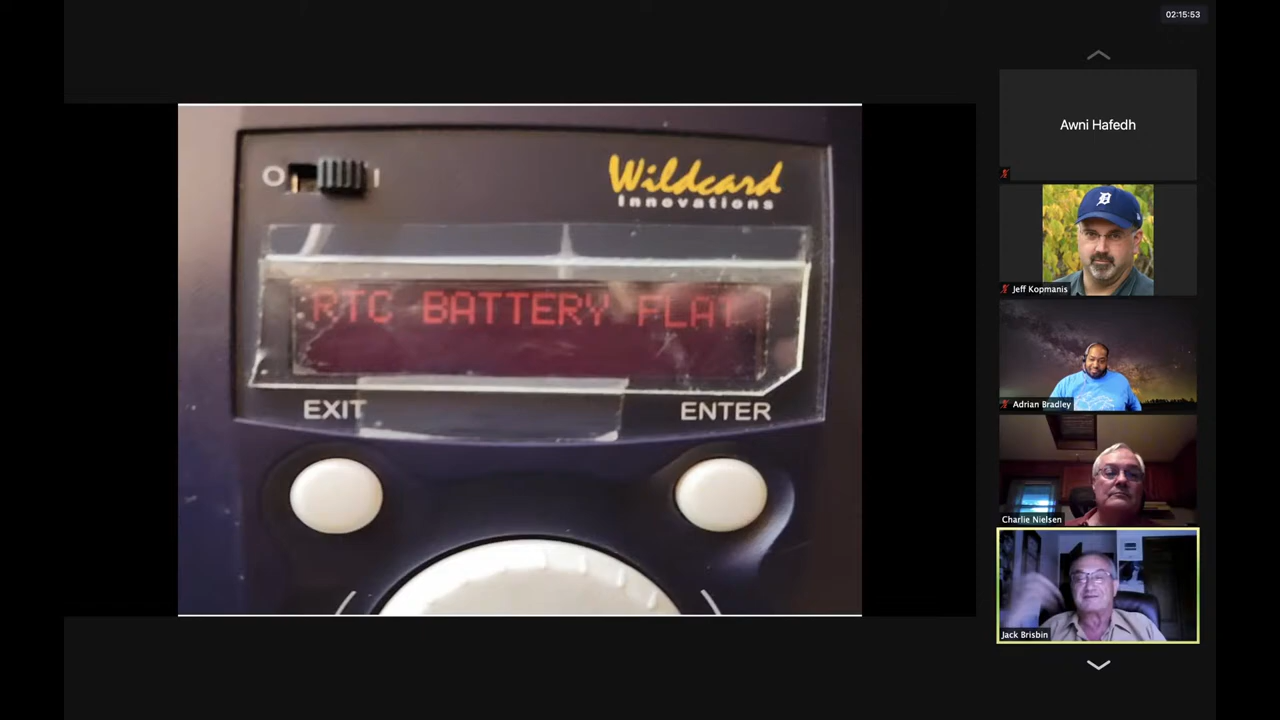 02:15:53
O
I
Wildcard
Innovations
RTC BATTERY FLAT
EXIT
ENTER
Awni Hafedh
Jeff Kopmanis
Adrian Bradley
Charlie Nielsen
Jack Brisbin